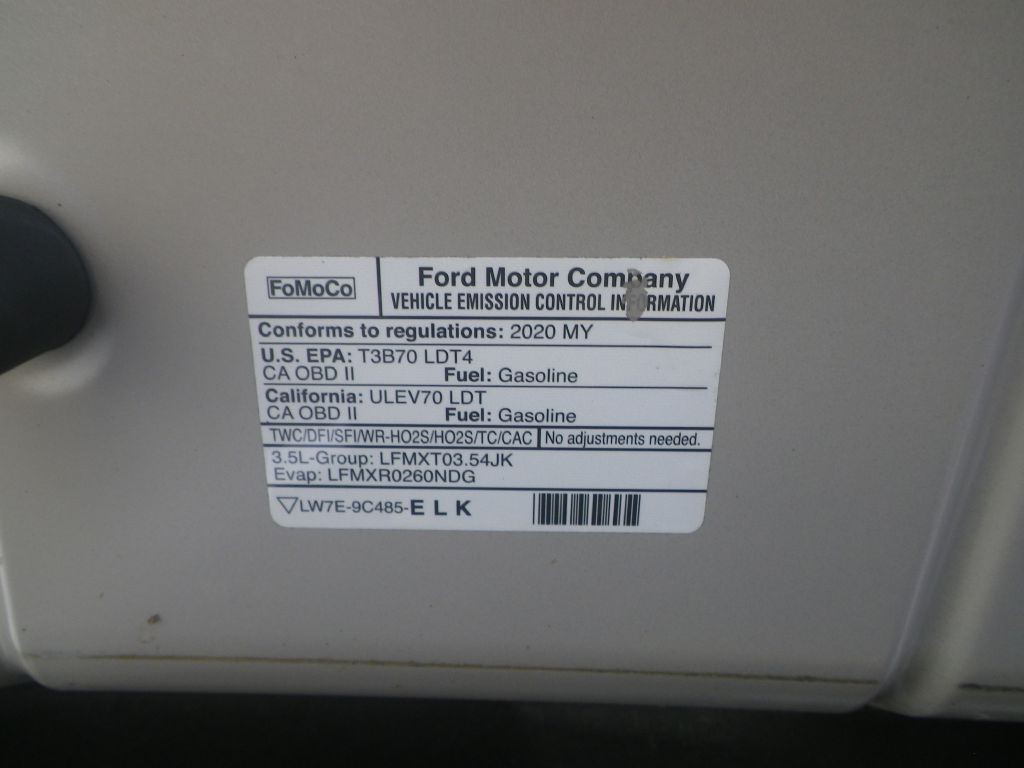 FoMoCo
Ford Motor Company
VEHICLE EMISSION CONTROL INFORMATION
Conforms to regulations: 2020 MY
U.S. EPA: T3B70 LDT4
CA OBD II Fuel: Gasoline
California: ULEV70 LDT
CA OBD II Fuel: Gasoline
TWC/DFI/SFI/WR-HO2S/HO2S/TC/CAC No adjustments needed.
3.5L-Group: LFMXT03.54JK
Evap: LFMXR0260NDG
LW7E-9C485-E L K